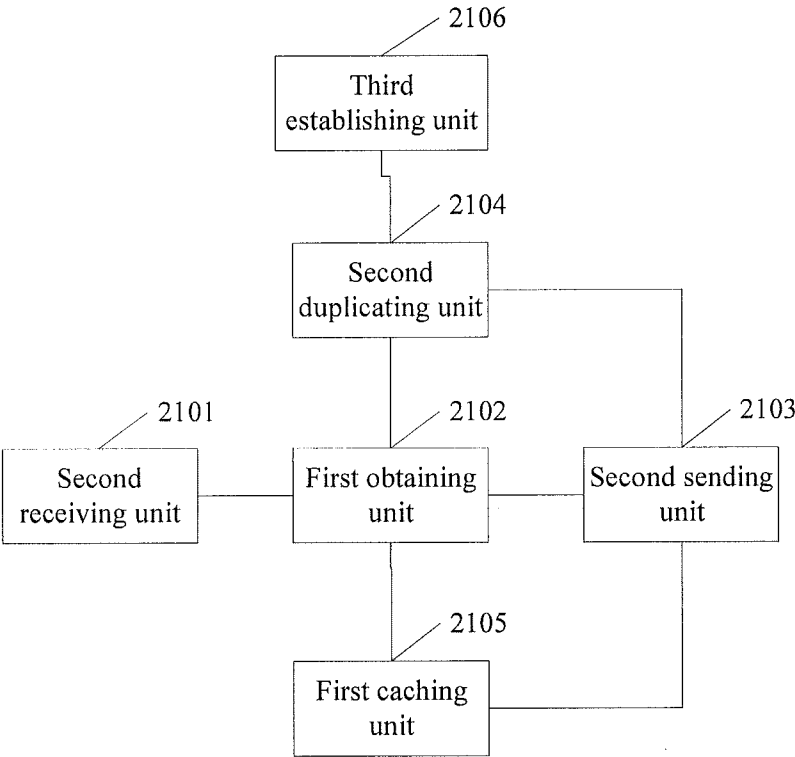 2106
Third
establishing unit
2104
Second
duplicating unit
2101
2102
2103
Second
receiving unit
First obtaining
unit
Second sending
unit
2105
First caching
unit